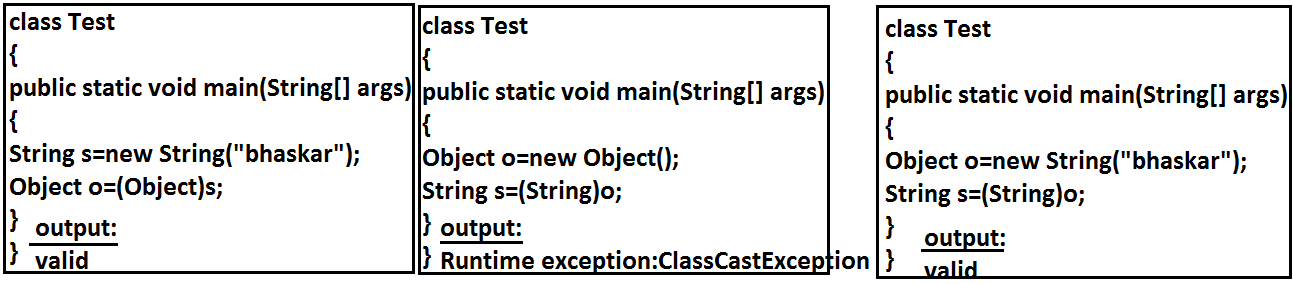 class Test
{
public static void main(String[] args)
{
String s=new String("bhaskar");
Object o=(Object)s;
}
output:
}
valid
class Test
{
public static void main(String[] args)
{
Object o=new Object();
String s=(String)o;
}
output:
}
Runtime exception:ClassCastException
class Test
{
public static void main(String[] args)
{
Object o=new String("bhaskar");
String s=(String)o;
}
output:
}
valid